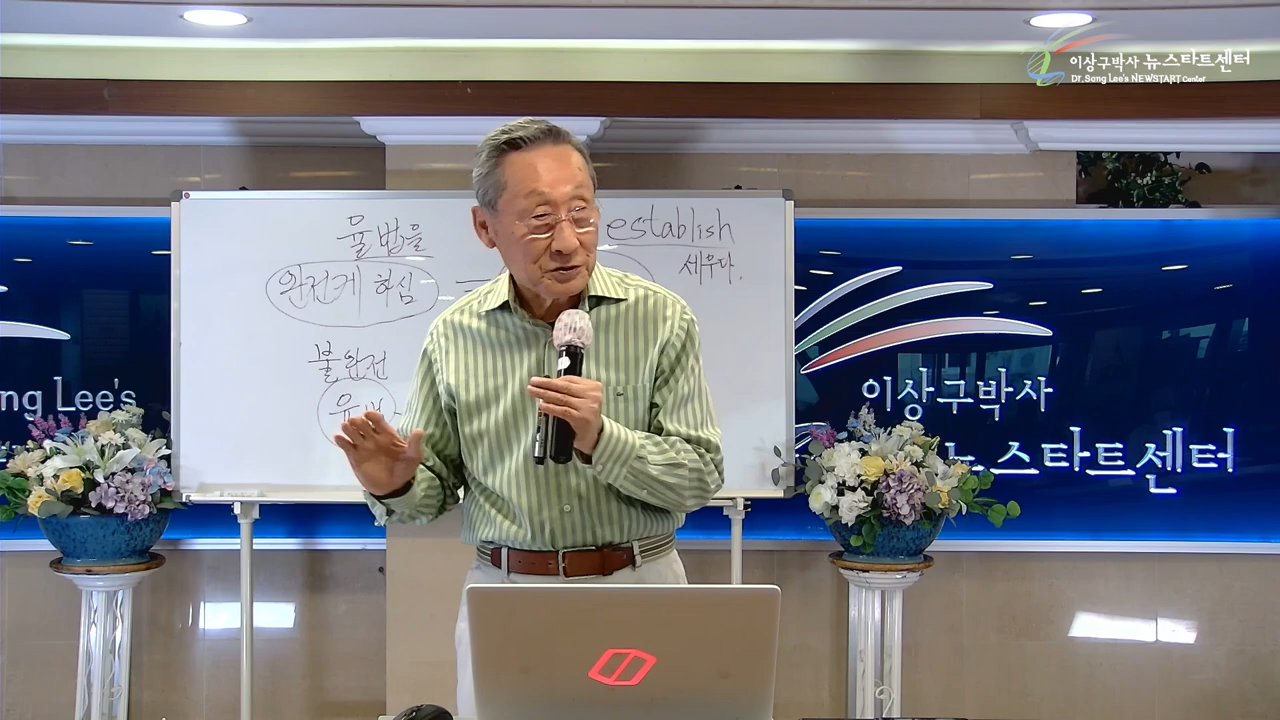 이상구박사 뉴스타트센터
Dr. Sang Lee's NEWSTART Center
율법을
완전케 하심
establish
세우다.
불완전
ng Lee's
이상구박사
뉴스타트센터